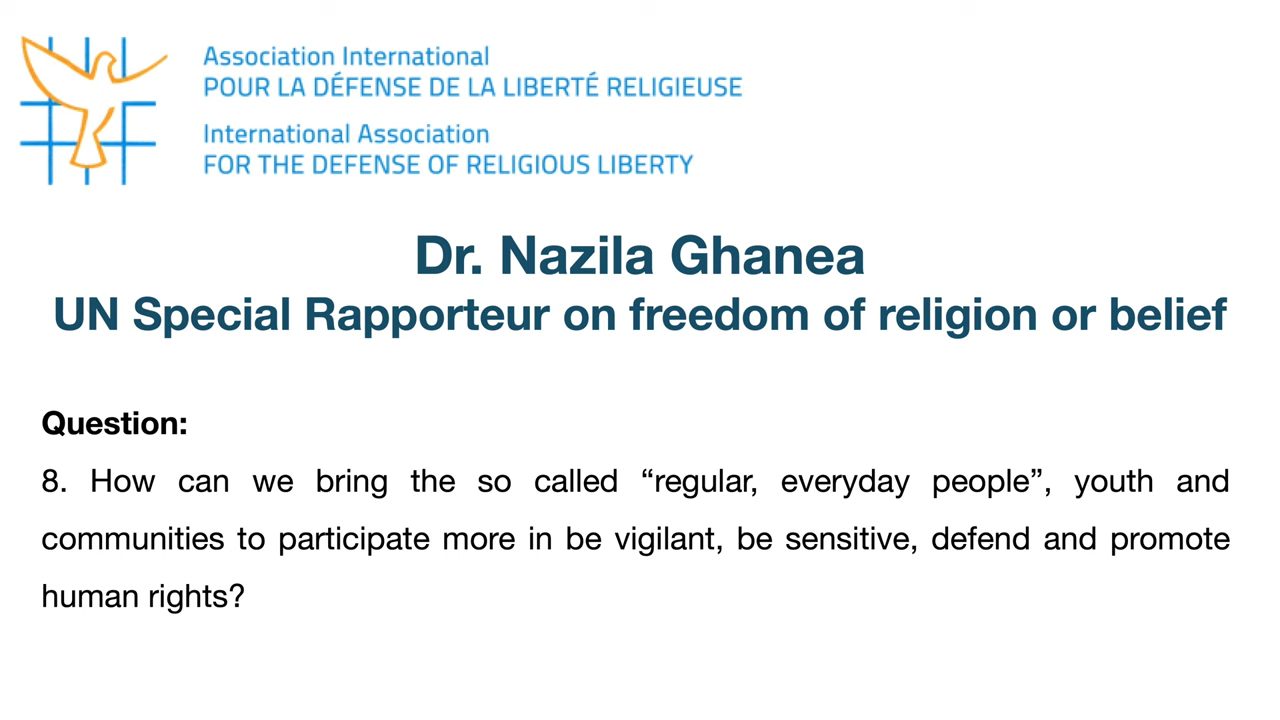 Association International
POUR LA DÉFENSE DE LA LIBERTÉ RELIGIEUSE
International Association
FOR THE DEFENSE OF RELIGIOUS LIBERTY
Dr. Nazila Ghanea
UN Special Rapporteur on freedom of religion or belief
Question:
8. How can we bring the so called “regular, everyday people”, youth and
communities to participate more in be vigilant, be sensitive, defend and promote
human rights?